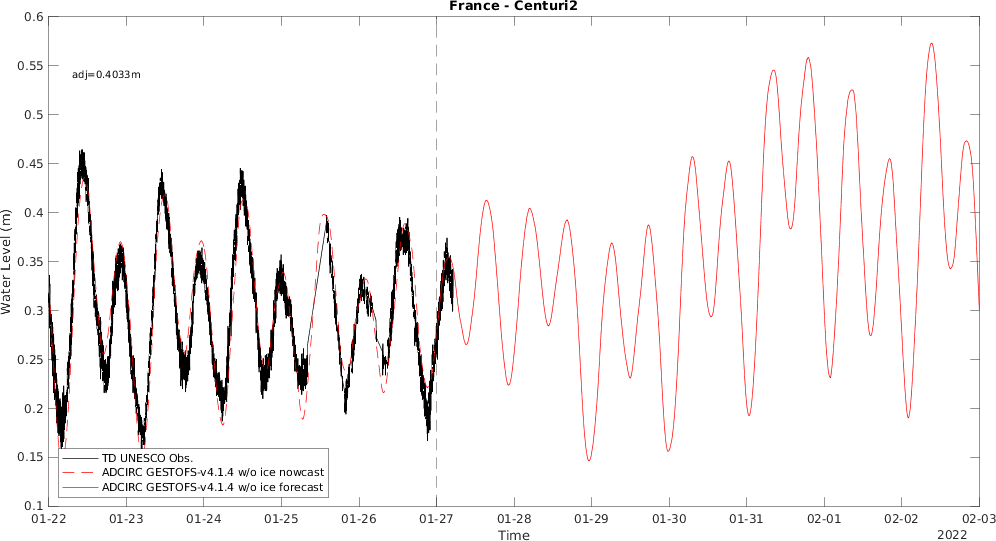 France - Centuri2
0.6
0.55
0.5
0.45
0.4
0.35
0.3
0.25
0.2
0.15
0.1
Water Level (m)
adj=0.4033m
TD UNESCO Obs.
ADCIRC GESTOFS-v4.1.4 w/o ice nowcast
ADCIRC GESTOFS-v4.1.4 w/o ice forecast
01-22 01-23 01-24 01-25 01-26 01-27 01-28 01-29 01-30 01-31 02-01 02-02 02-03
Time
2022